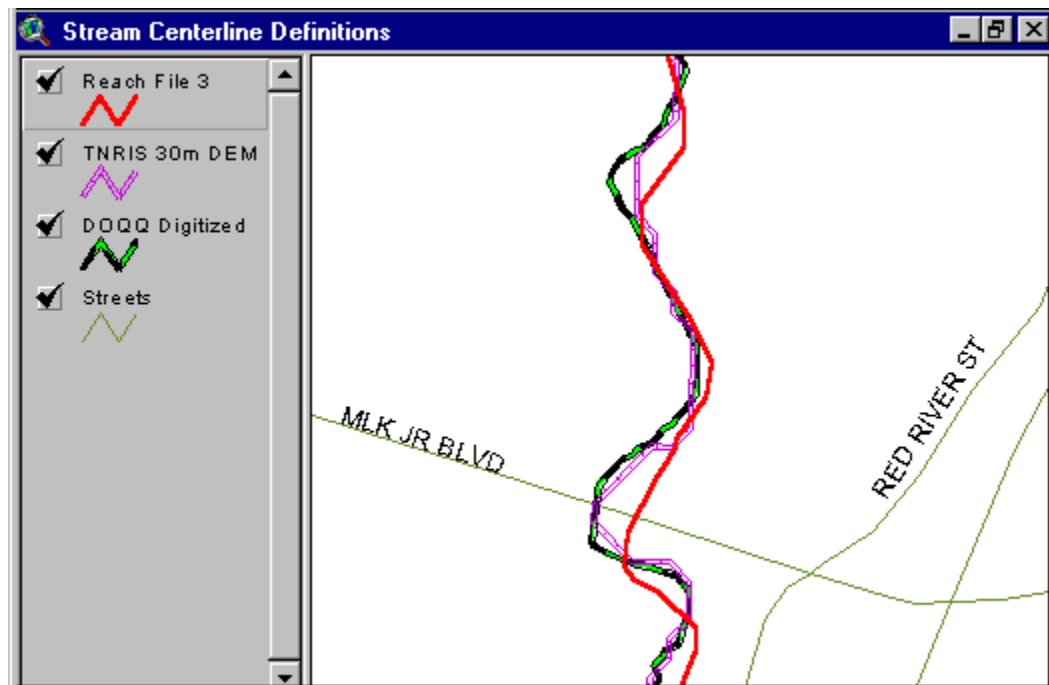 Stream Centerline Definitions
Reach File 3
TNRIS 30m DEM
DOQQ Digitized
Streets
MLK JR BLVD
RED RIVER ST